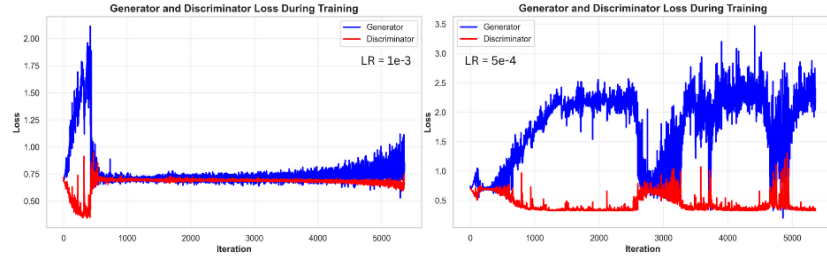 Generator and Discriminator Loss During Training
Generator
Discriminator
LR = 1e-3
2.00
1.75
1.50
1.25
1.00
0.75
0.50
Loss
0
1000
2000
3000
4000
5000
Iteration
Generator and Discriminator Loss During Training
Generator
Discriminator
LR = 5e-4
3.5
3.0
2.5
2.0
1.5
1.0
0.5
Loss
0
1000
2000
3000
4000
5000
Iteration